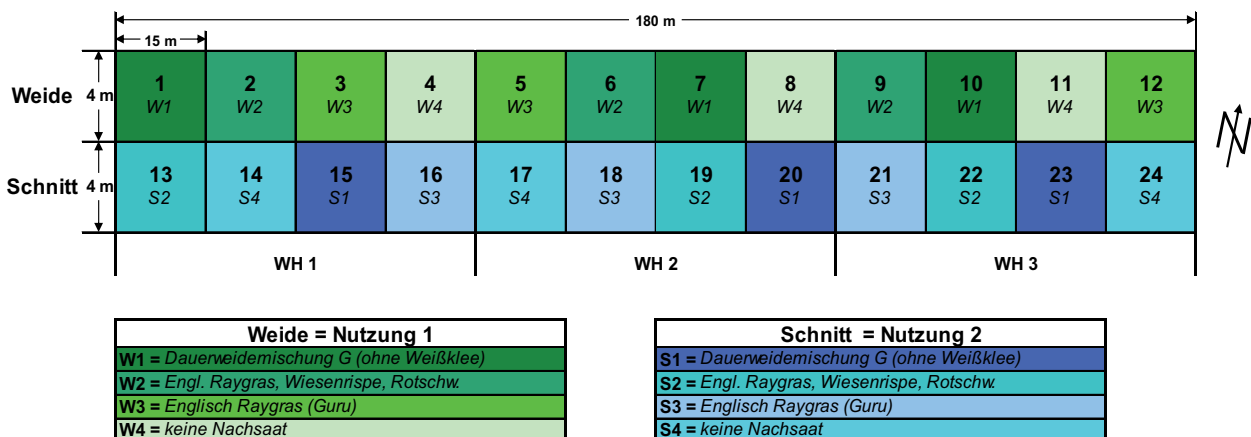 180 m
15 m
Weide 4 m
1 2 3 4 5 6 7 8 9 10 11 12
W1 W2 W3 W4 W3 W2 W1 W4 W2 W1 W4 W3
N
Schnitt 4 m
13 14 15 16 17 18 19 20 21 22 23 24
S2 S4 S1 S3 S4 S3 S2 S1 S3 S2 S1 S4
WH 1 WH 2 WH 3
Weide = Nutzung 1
W1 = Dauerweidemischung G (ohne Weißklee)
W2 = Engl. Raygras, Wiesenrispe, Rotschw.
W3 = Englisch Raygras (Guru)
W4 = keine Nachsaat
Schnitt = Nutzung 2
S1 = Dauerweidemischung G (ohne Weißklee)
S2 = Engl. Raygras, Wiesenrispe, Rotschw.
S3 = Englisch Raygras (Guru)
S4 = keine Nachsaat